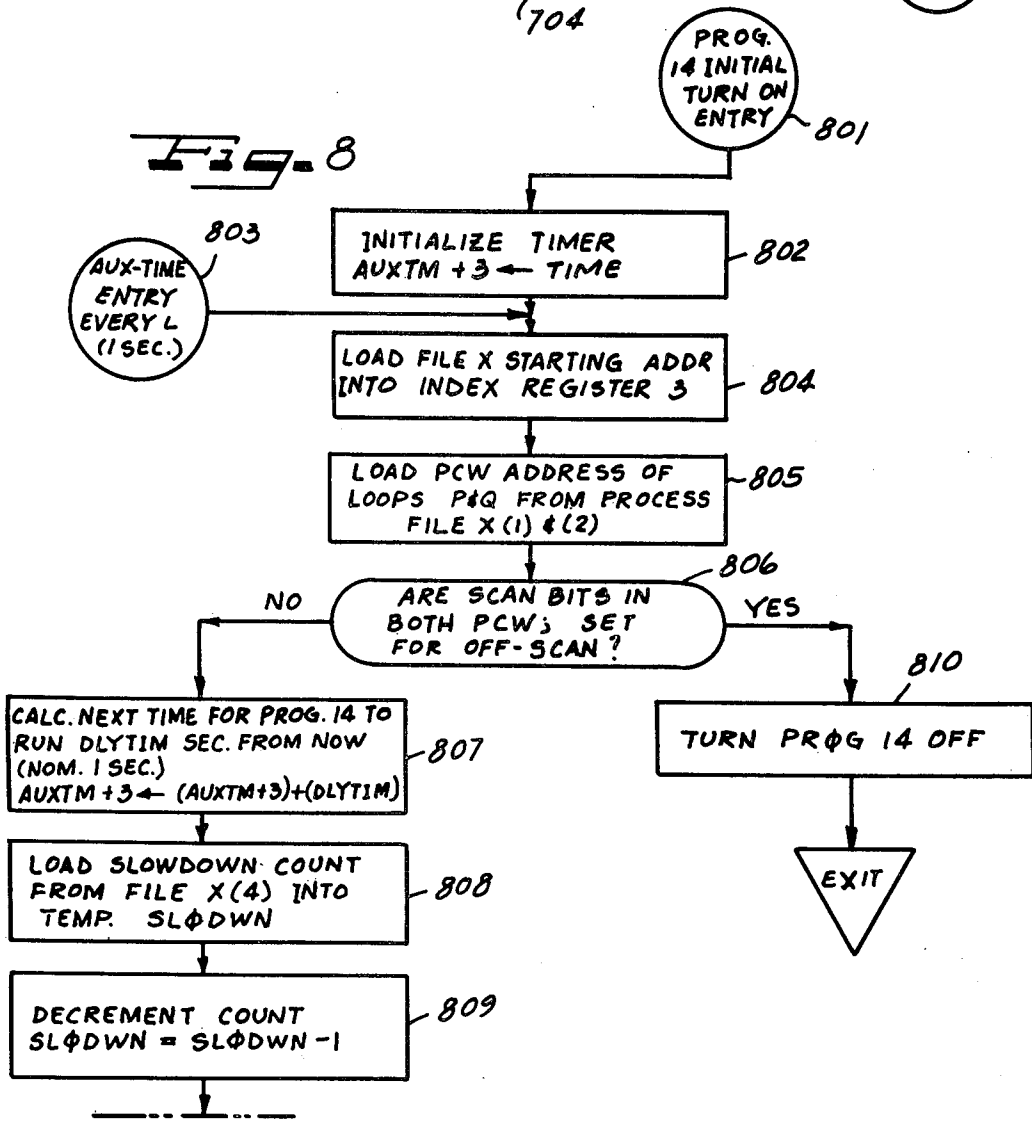 704
PROG.
14 INITIAL
TURN ON
ENTRY
801
Fig. 8
803
AUX-TIME
ENTRY
EVERY L
(1 SEC.)
INITIALIZE TIMER
AUXTM + 3 ← TIME
802
LOAD FILE X STARTING ADDR
INTO INDEX REGISTER 3
804
LOAD PCW ADDRESS OF
LOOPS P&Q FROM PROCESS
FILE X(1) & (2)
805
806
ARE SCAN BITS IN
BOTH PCW; SET
FOR OFF-SCAN?
NO
YES
CALC. NEXT TIME FOR PROG. 14 TO
RUN DLYTIM SEC. FROM NOW
(NOM. 1 SEC.)
AUXTM + 3 ← (AUXTM+3)+(DLYTIM)
807
810
TURN PRØG 14 OFF
LOAD SLOWDOWN COUNT
FROM FILE X(4) INTO
TEMP. SLØDWN
808
EXIT
DECREMENT COUNT
SLØDWN = SLØDWN -1
809